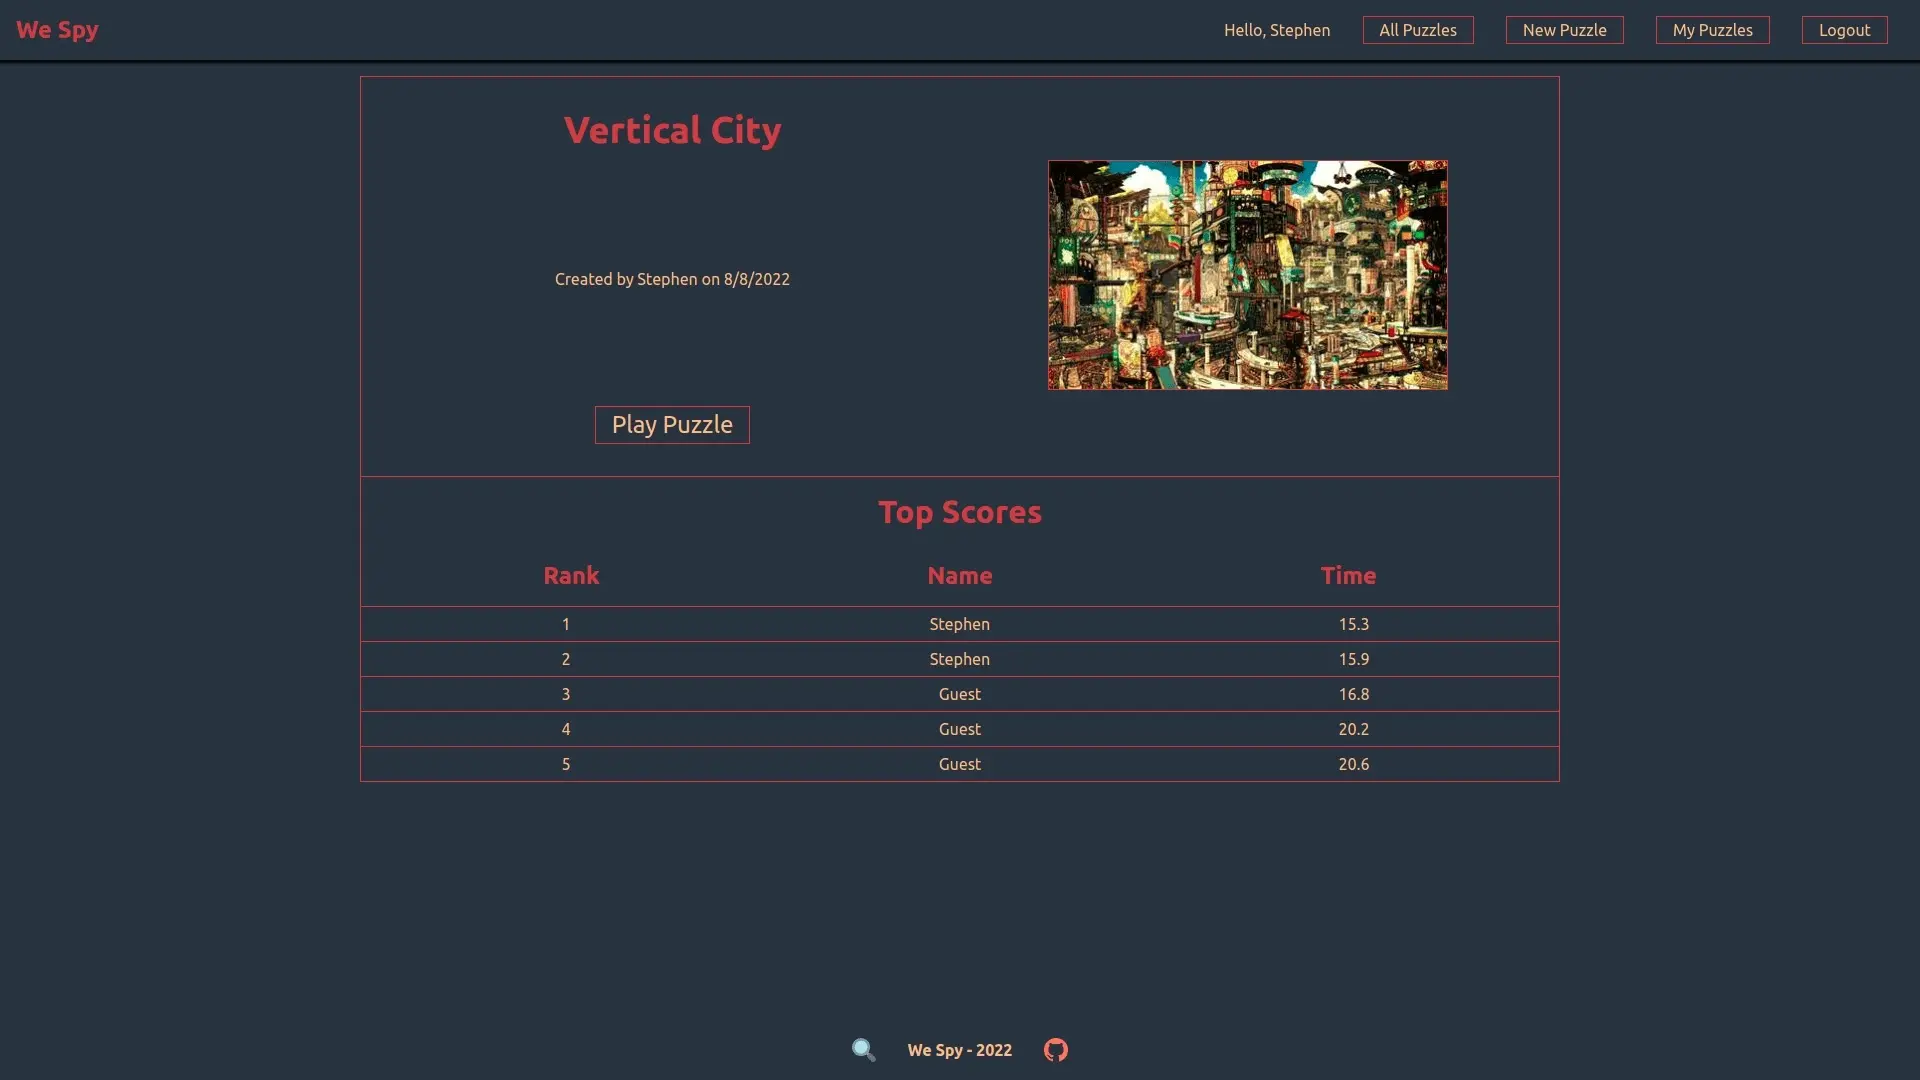 We Spy
Hello, Stephen
All Puzzles
New Puzzle
My Puzzles
Logout
Vertical City
Created by Stephen on 8/8/2022
Play Puzzle
Top Scores
Rank Name Time
1 Stephen 15.3
2 Stephen 15.9
3 Guest 16.8
4 Guest 20.2
5 Guest 20.6
We Spy - 2022